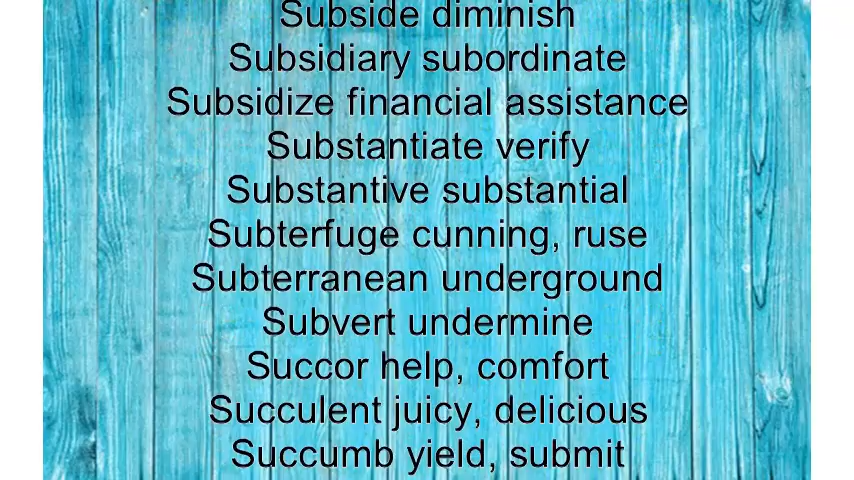 Subside diminish
Subsidiary subordinate
Subsidize financial assistance
Substantiate verify
Substantive substantial
Subterfuge cunning, ruse
Subterranean underground
Subvert undermine
Succor help, comfort
Succulent juicy, delicious
Succumb yield, submit